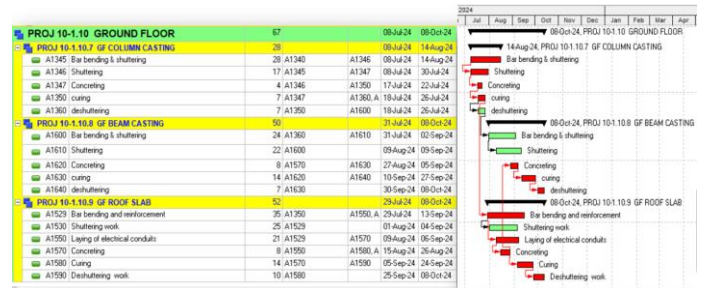 2024
Jul Aug Sep Oct Nov Dec Jan Feb Mar Apr
PROJ 10-1.10 GROUND FLOOR 67 08-Jul-24 08-Oct-24 08-Oct-24, PROJ 10-1.10 GROUND FLOOR
PROJ 10-1.10.7 GF COLUMN CASTING 28 08-Jul-24 14-Aug-24 14-Aug-24, PROJ 10-1.10.7 GF COLUMN CASTING
A1345 Bar bending & shuttering 28 A1340 A1346 08-Jul-24 14-Aug-24 Bar bending & shuttering
A1346 Shuttering 17 A1345 A1347 08-Jul-24 30-Jul-24 Shuttering
A1347 Concreting 4 A1346 A1350 17-Jul-24 22-Jul-24 Concreting
A1350 curing 7 A1347 A1360, A 18-Jul-24 26-Jul-24 curing
A1360 deshuttering 7 A1350 A1600 18-Jul-24 26-Jul-24 deshuttering
PROJ 10-1.10.8 GF BEAM CASTING 50 31-Jul-24 08-Oct-24 08-Oct-24, PROJ 10-1.10.8 GF BEAM CASTING
A1600 Bar bending & shuttering 24 A1360 A1610 31-Jul-24 02-Sep-24 Bar bending & shuttering
A1610 Shuttering 22 A1600 09-Aug-24 09-Sep-24 Shuttering
A1620 Concreting 8 A1570 A1630 27-Aug-24 05-Sep-24 Concreting
A1630 curing 14 A1620 A1640 10-Sep-24 27-Sep-24 curing
A1640 deshuttering 7 A1630 30-Sep-24 08-Oct-24 deshuttering
PROJ 10-1.10.9 GF ROOF SLAB 52 29-Jul-24 08-Oct-24 08-Oct-24, PROJ 10-1.10.9 GF ROOF SLAB
A1529 Bar bending and reinforcement 35 A1350 A1550, A 29-Jul-24 13-Sep-24 Bar bending and reinforcement
A1530 Shuttering work 25 A1529 01-Aug-24 04-Sep-24 Shuttering work
A1550 Laying of electrical conduits 21 A1529 A1570 09-Aug-24 06-Sep-24 Laying of electrical conduits
A1570 Concreting 8 A1550 A1580, A 15-Aug-24 26-Aug-24 Concreting
A1580 Curing 14 A1570 A1590 05-Sep-24 24-Sep-24 Curing
A1590 Deshuttering work 10 A1580 25-Sep-24 08-Oct-24 Deshuttering work